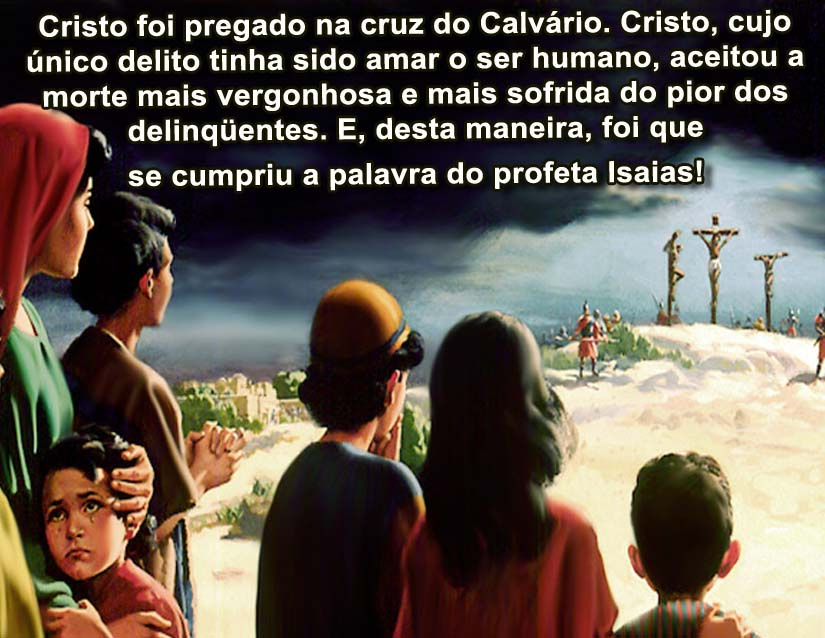 Cristo foi pregado na cruz do Calvário. Cristo, cujo
único delito tinha sido amar o ser humano, aceitou a
morte mais vergonhosa e mais sofrida do pior dos
delinqüentes. E, desta maneira, foi que
se cumpriu a palavra do profeta Isaias!